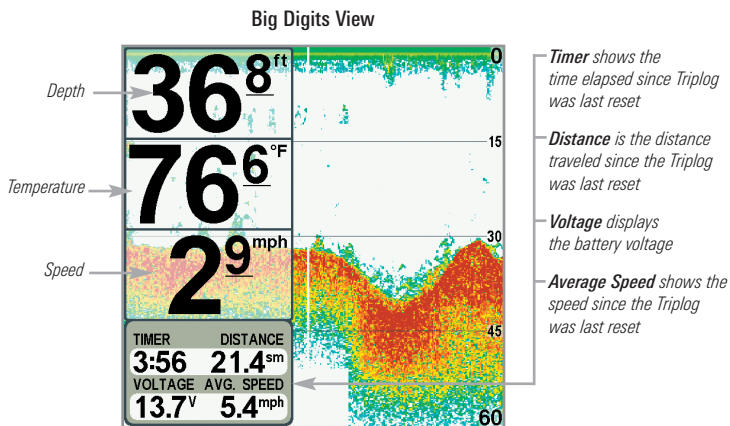 Big Digits View
Depth
36 8 ft
Temperature
76 6 °F
Speed
2 9 mph
TIMER DISTANCE
3:56 21.4 sm
VOLTAGE AVG. SPEED
13.7 V 5.4 mph
0
15
30
45
60
Timer shows the
time elapsed since Triplog
was last reset
Distance is the distance
traveled since the Triplog
was last reset
Voltage displays
the battery voltage
Average Speed shows the
speed since the Triplog
was last reset